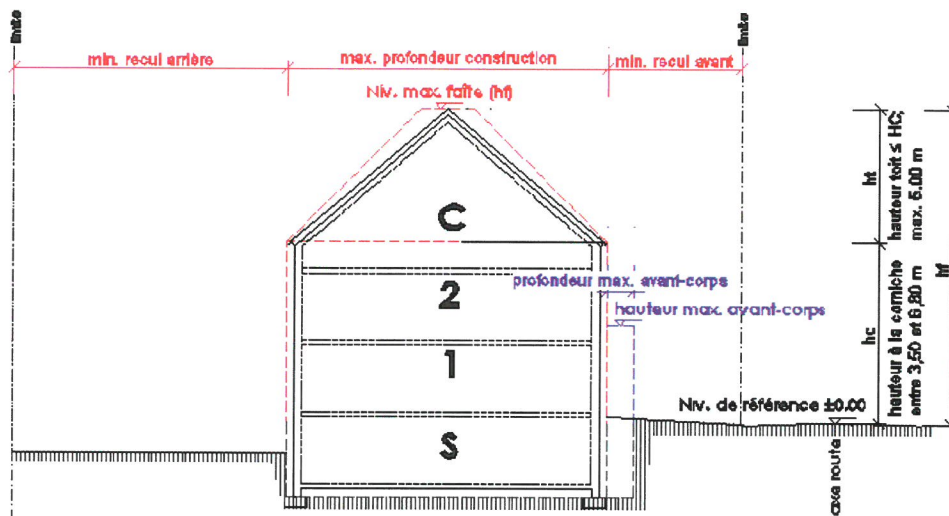 limite
limite
min. recul arrière
max. profondeur construction
min. recul avant
Niv. max. faîte (hf)
C
2
1
S
profondeur max. avant-corps
hauteur max. avant-corps
Niv. de référence ±0.00
axe route
ht
hauteur toit ≤ HC;
max. 5.00 m
hc
hauteur à la corniche
entre 3,50 et 6,80 m
hf